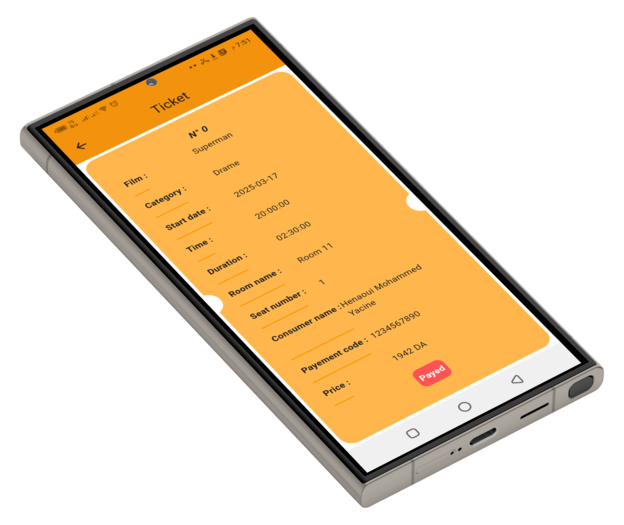 7:51
Ticket
N° 0
Film : Superman
Category : Drame
Start date : 2025-03-17
Time : 20:00:00
Duration : 02:30:00
Room name : Room 11
Seat number : 1
Consumer name : Henaoui Mohammed
Yacine
Payement code : 1234567890
Price : 1942 DA
Payed